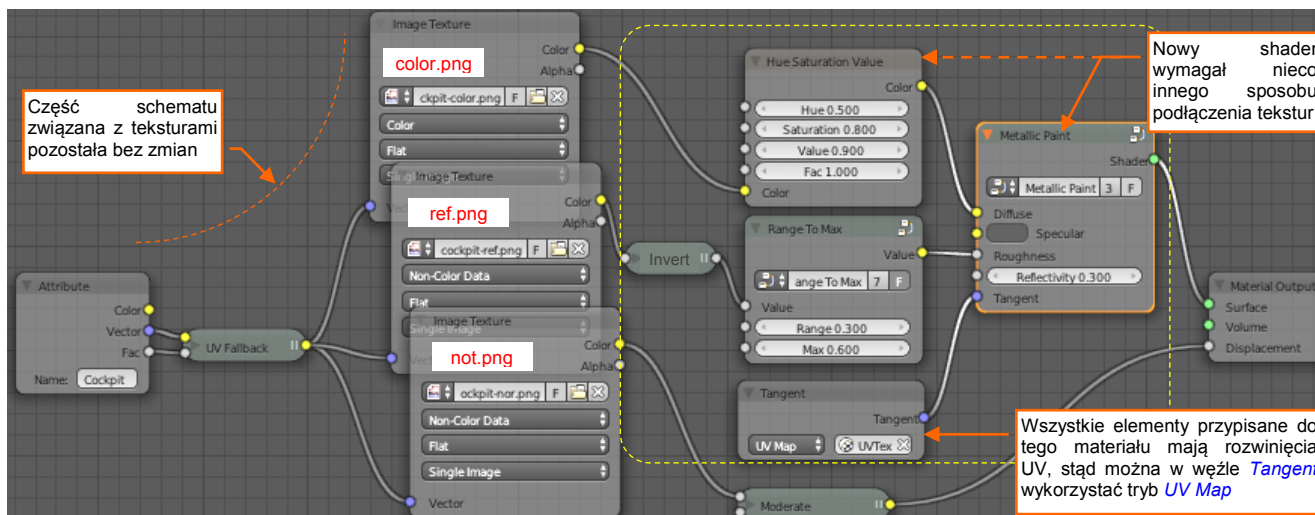 Image Texture
Color
Alpha
color.png
ckpit-color.png F
Color
Flat
Image Texture
Color
Alpha
ref.png
cockpit-ref.png F
Non-Color Data
Flat
Image Texture
Single Image
Color
Alpha
not.png
ockpit-nor.png F
Non-Color Data
Flat
Single Image
Vector
Część schematu
związana z teksturami
pozostała bez zmian
Attribute
Color
Vector
Fac
Name: Cockpit
UV Fallback
Invert
Hue Saturation Value
Color
Hue 0.500
Saturation 0.800
Value 0.900
Fac 1.000
Color
Range To Max
Value
ange To Max 7 F
Value
Range 0.300
Max 0.600
Tangent
Tangent
UV Map UVTex
Moderate
Nowy shader
wymagał nieco
innego sposobu
podłączenia tekstur
Metallic Paint
Shader
Metallic Paint 3 F
Diffuse
Specular
Roughness
Reflectivity 0.300
Tangent
Material Output
Surface
Volume
Displacement
Wszystkie elementy przypisane do
tego materiału mają rozwinięcia
UV, stąd można w węźle Tangent
wykorzystać tryb UV Map